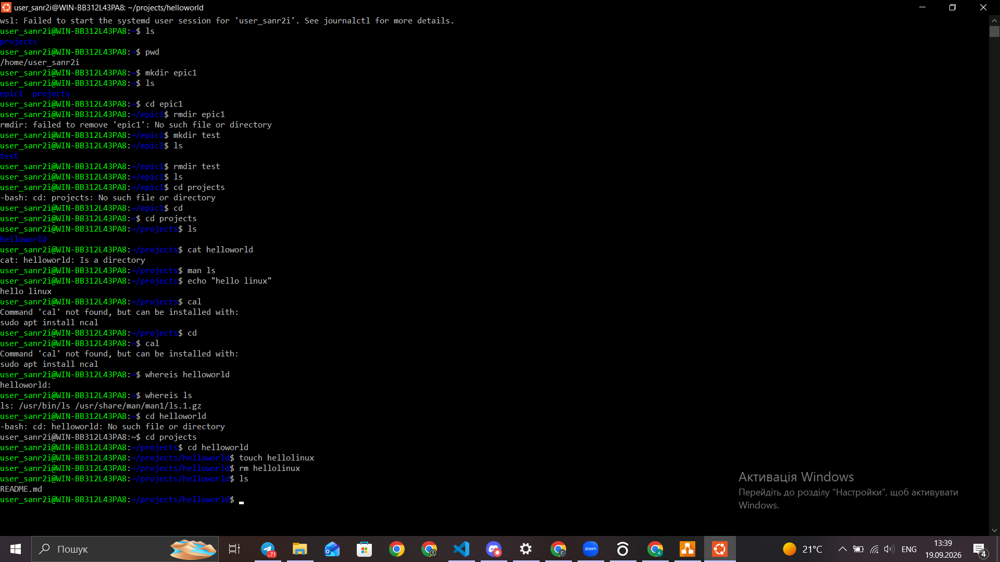 user_sanr2i@WIN-BB312L43PA8: ~/projects/helloworld
wsl: Failed to start the systemd user session for 'user_sanr2i'. See journalctl for more details.
user_sanr2i@WIN-BB312L43PA8:~$ ls
projects
user_sanr2i@WIN-BB312L43PA8:~$ pwd
/home/user_sanr2i
user_sanr2i@WIN-BB312L43PA8:~$ mkdir epic1
user_sanr2i@WIN-BB312L43PA8:~$ ls
epic1  projects
user_sanr2i@WIN-BB312L43PA8:~$ cd epic1
user_sanr2i@WIN-BB312L43PA8:~/epic1$ rmdir epic1
rmdir: failed to remove 'epic1': No such file or directory
user_sanr2i@WIN-BB312L43PA8:~/epic1$ mkdir test
user_sanr2i@WIN-BB312L43PA8:~/epic1$ ls
test
user_sanr2i@WIN-BB312L43PA8:~/epic1$ rmdir test
user_sanr2i@WIN-BB312L43PA8:~/epic1$ ls
user_sanr2i@WIN-BB312L43PA8:~/epic1$ cd projects
-bash: cd: projects: No such file or directory
user_sanr2i@WIN-BB312L43PA8:~/epic1$ cd
user_sanr2i@WIN-BB312L43PA8:~$ cd projects
user_sanr2i@WIN-BB312L43PA8:~/projects$ ls
helloworld
user_sanr2i@WIN-BB312L43PA8:~/projects$ cat helloworld
cat: helloworld: Is a directory
user_sanr2i@WIN-BB312L43PA8:~/projects$ man ls
user_sanr2i@WIN-BB312L43PA8:~/projects$ echo "hello linux"
hello linux
user_sanr2i@WIN-BB312L43PA8:~/projects$ cal
Command 'cal' not found, but can be installed with:
sudo apt install ncal
user_sanr2i@WIN-BB312L43PA8:~/projects$ cd
user_sanr2i@WIN-BB312L43PA8:~$ cal
Command 'cal' not found, but can be installed with:
sudo apt install ncal
user_sanr2i@WIN-BB312L43PA8:~$ whereis helloworld
helloworld:
user_sanr2i@WIN-BB312L43PA8:~$ whereis ls
ls: /usr/bin/ls /usr/share/man/man1/ls.1.gz
user_sanr2i@WIN-BB312L43PA8:~$ cd helloworld
-bash: cd: helloworld: No such file or directory
user_sanr2i@WIN-BB312L43PA8:~$ cd projects
user_sanr2i@WIN-BB312L43PA8:~/projects$ cd helloworld
user_sanr2i@WIN-BB312L43PA8:~/projects/helloworld$ touch hellolinux
user_sanr2i@WIN-BB312L43PA8:~/projects/helloworld$ rm hellolinux
user_sanr2i@WIN-BB312L43PA8:~/projects/helloworld$ ls
README.md
user_sanr2i@WIN-BB312L43PA8:~/projects/helloworld$
Активація Windows
Перейдіть до розділу "Настройки", щоб активувати
Windows.
Пошук
..71
zoom
21°C
ENG
13:39
19.09.2026
4